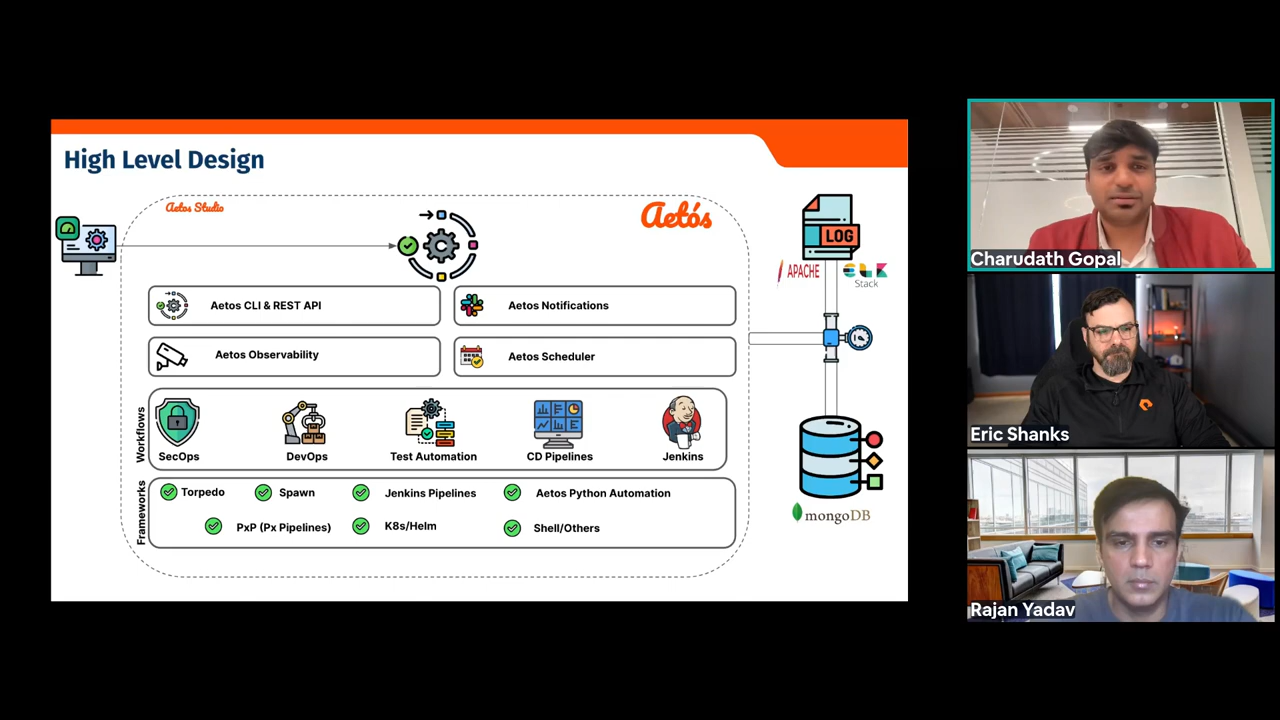 High Level Design
Aetos Studio
Aetós
LOG
APACHE
ELK
Stack
Aetos CLI & REST API
Aetos Notifications
Aetos Observability
Aetos Scheduler
Workflows
SecOps
DevOps
Test Automation
CD Pipelines
Jenkins
Frameworks
Torpedo
Spawn
Jenkins Pipelines
Aetos Python Automation
PxP (Px Pipelines)
K8s/Helm
Shell/Others
mongoDB
Charudath Gopal
Eric Shanks
Rajan Yadav